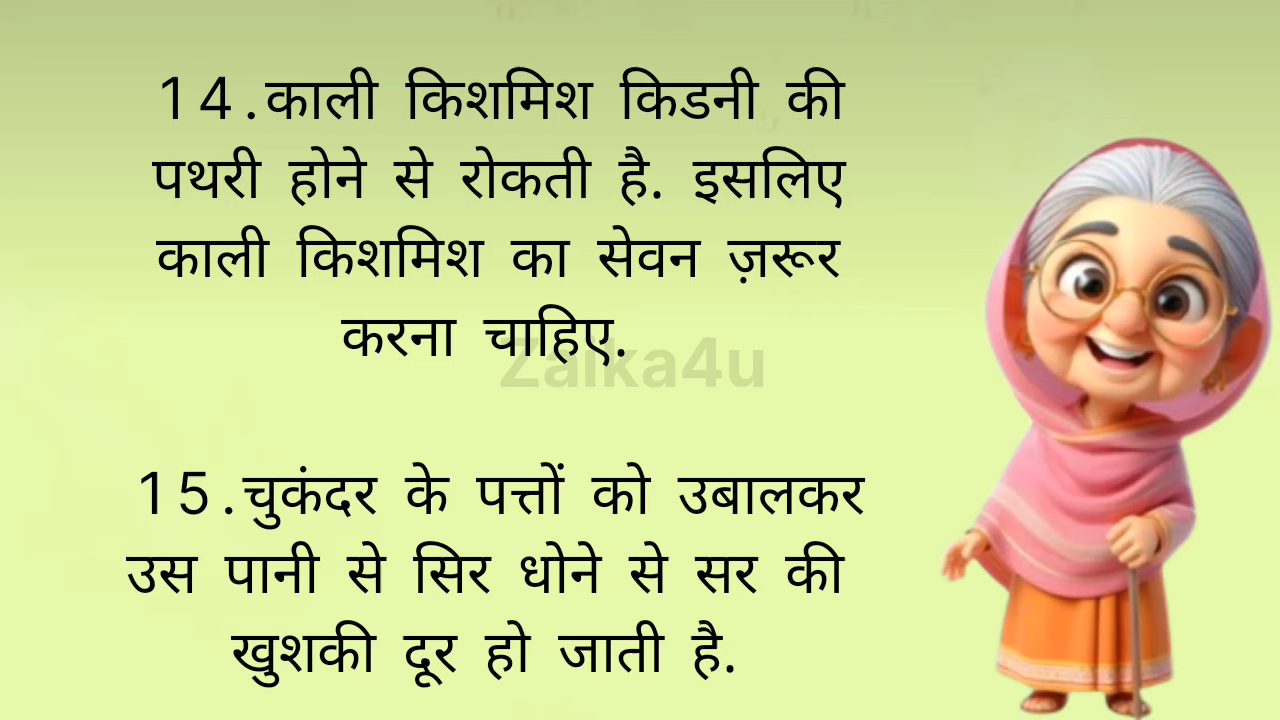 14.काली किशमिश किडनी की
पथरी होने से रोकती है. इसलिए
काली किशमिश का सेवन ज़रूर
करना चाहिए.
Zaika4u
15.चुकंदर के पत्तों को उबालकर
उस पानी से सिर धोने से सर की
खुशकी दूर हो जाती है.